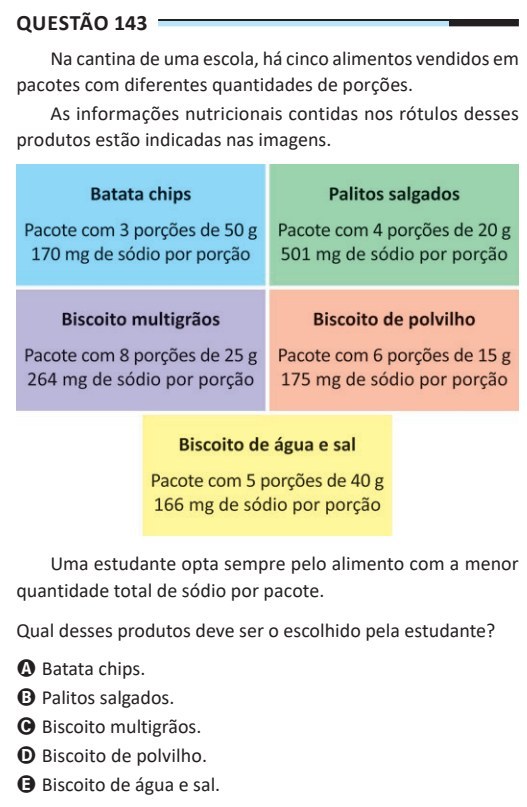 QUESTÃO 143
Na cantina de uma escola, há cinco alimentos vendidos em
pacotes com diferentes quantidades de porções.
As informações nutricionais contidas nos rótulos desses
produtos estão indicadas nas imagens.
Batata chips
Pacote com 3 porções de 50 g
170 mg de sódio por porção
Palitos salgados
Pacote com 4 porções de 20 g
501 mg de sódio por porção
Biscoito multigrãos
Pacote com 8 porções de 25 g
264 mg de sódio por porção
Biscoito de polvilho
Pacote com 6 porções de 15 g
175 mg de sódio por porção
Biscoito de água e sal
Pacote com 5 porções de 40 g
166 mg de sódio por porção
Uma estudante opta sempre pelo alimento com a menor
quantidade total de sódio por pacote.
Qual desses produtos deve ser o escolhido pela estudante?
A Batata chips.
B Palitos salgados.
C Biscoito multigrãos.
D Biscoito de polvilho.
E Biscoito de água e sal.